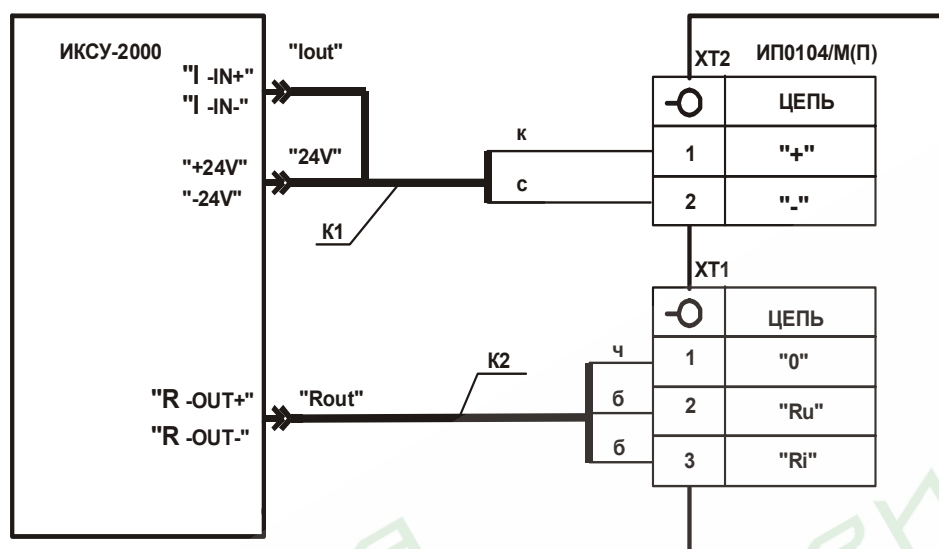 ИКСУ-2000
"Iout"
"I -IN+"
"I -IN-"
"+24V"
"-24V"
"24V"
К1
к
с
XT2
ИП0104/М(П)
ЦЕПЬ
1 "+"
2 "-"
XT1
ЦЕПЬ
1 "0"
2 "Ru"
3 "Ri"
ч
б
б
К2
"R -OUT+"
"R -OUT-"
"Rout"